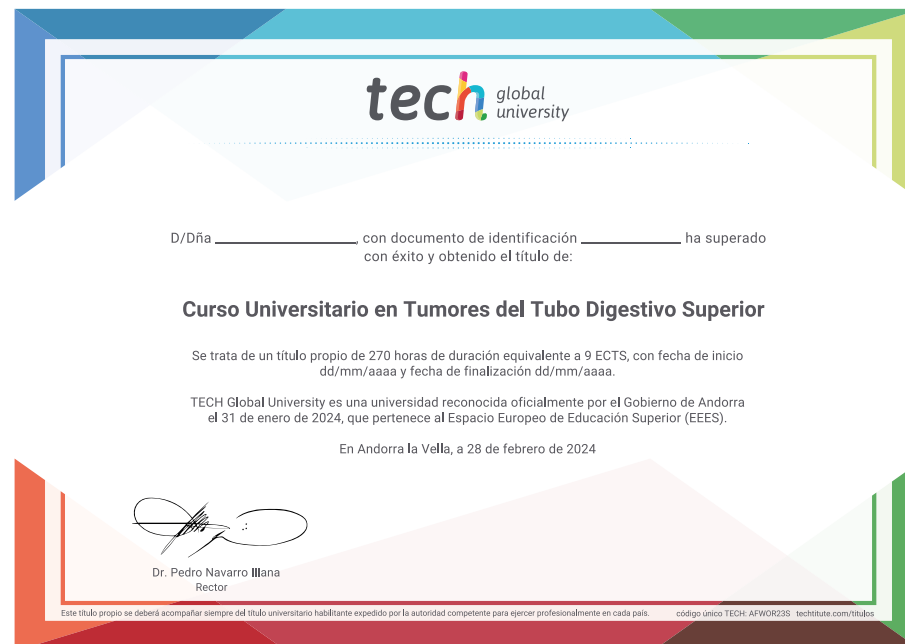 tech global university
D/Dña ______________, con documento de identificación ____________ ha superado
con éxito y obtenido el título de:
Curso Universitario en Tumores del Tubo Digestivo Superior
Se trata de un título propio de 270 horas de duración equivalente a 9 ECTS, con fecha de inicio
dd/mm/aaaa y fecha de finalización dd/mm/aaaa.
TECH Global University es una universidad reconocida oficialmente por el Gobierno de Andorra
el 31 de enero de 2024, que pertenece al Espacio Europeo de Educación Superior (EEES).
En Andorra la Vella, a 28 de febrero de 2024
Dr. Pedro Navarro Illana
Rector
Este título propio se deberá acompañar siempre del título universitario habilitante expedido por la autoridad competente para ejercer profesionalmente en cada país. código único TECH: AFWOR23S techtitute.com/titulos